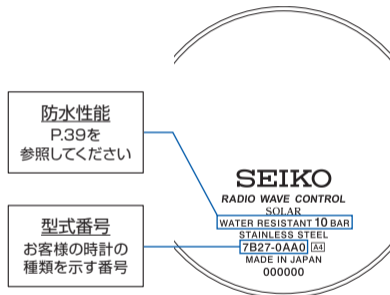 防水性能
P.39を
参照してください
型式番号
お客様の時計の
種類を示す番号
SEIKO
RADIO WAVE CONTROL
SOLAR
WATER RESISTANT 10 BAR
STAINLESS STEEL
7B27-0AA0 A4
MADE IN JAPAN
000000